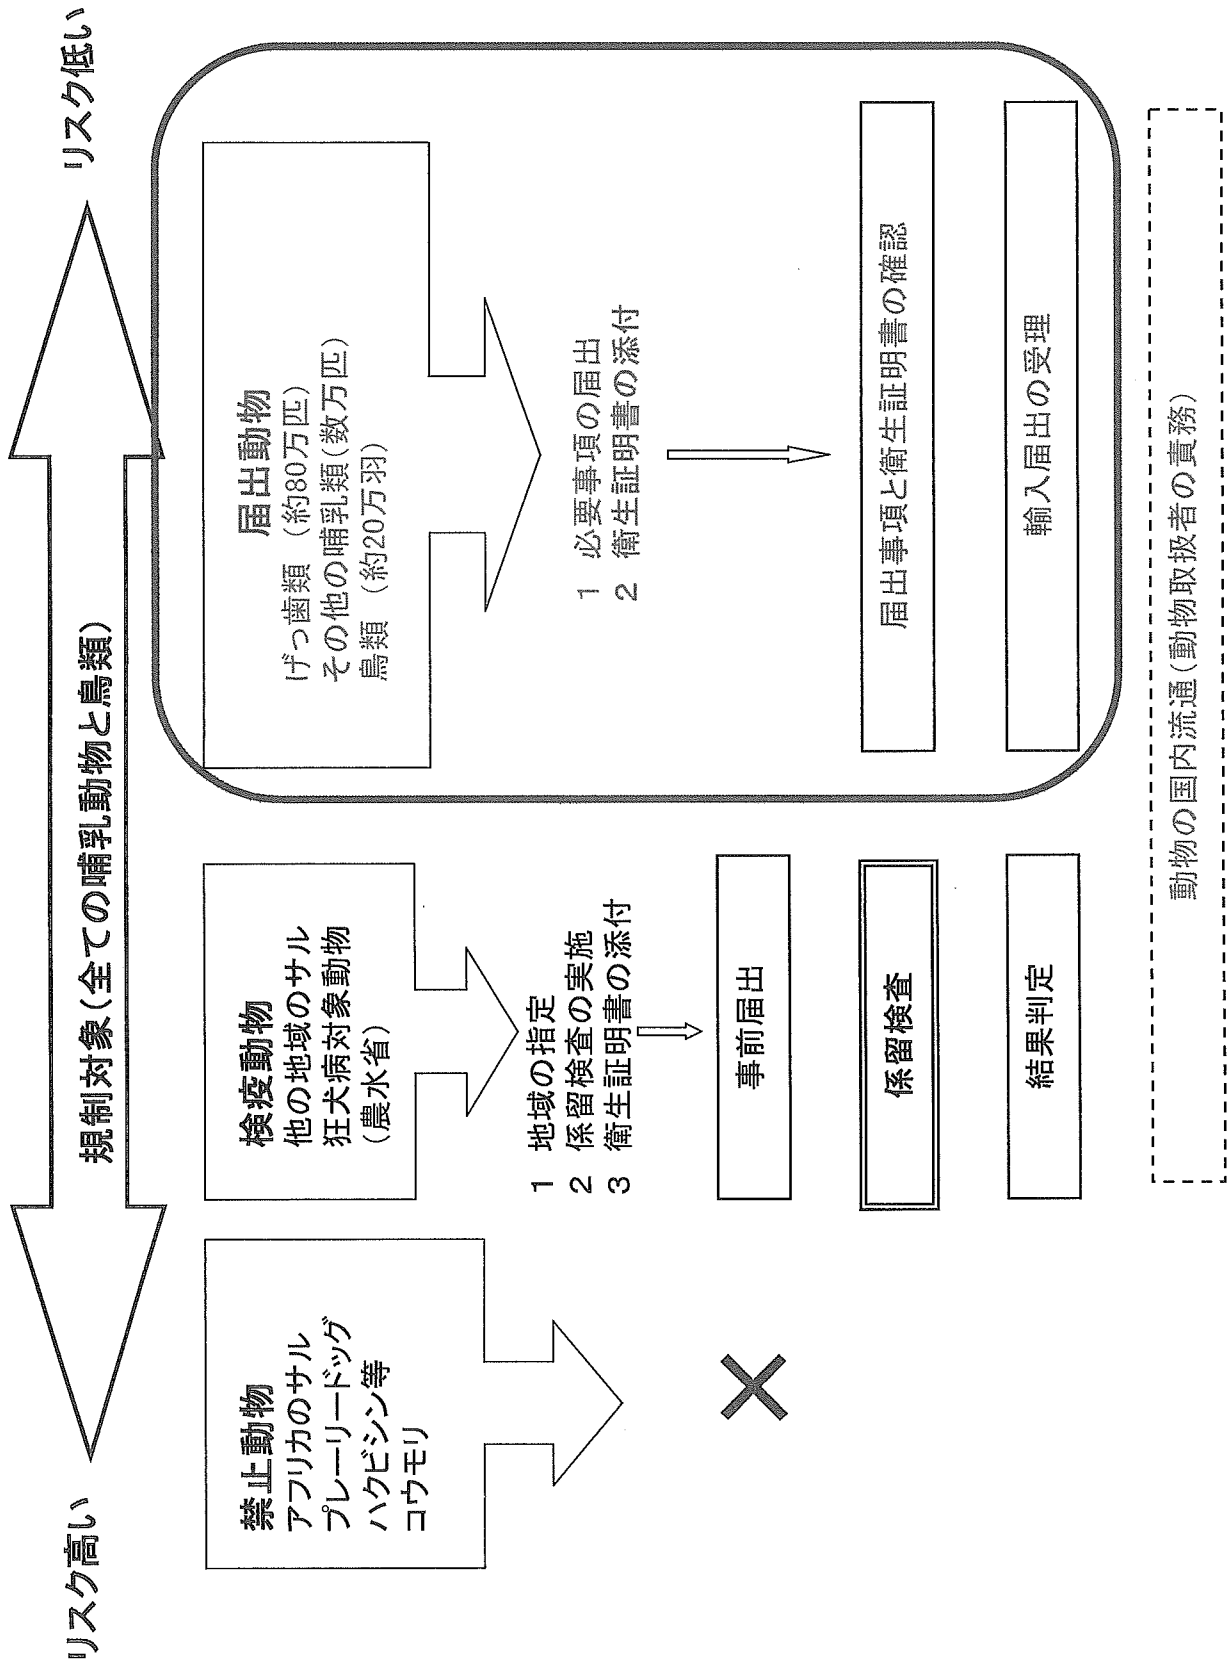 リスク高い
規制対象(全ての哺乳動物と鳥類)
リスク低い
禁止動物
アフリカのサル
プレーリードッグ
ハクビシン等
コウモリ
×
検疫動物
他の地域のサル
狂犬病対象動物
(農水省)
1 地域の指定
2 係留検査の実施
3 衛生証明書の添付
事前届出
係留検査
結果判定
届出動物
げっ歯類 (約80万匹)
その他の哺乳類(数万匹)
鳥類 (約20万羽)
1 必要事項の届出
2 衛生証明書の添付
届出事項と衛生証明書の確認
輸入届出の受理
動物の国内流通(動物取扱者の責務)